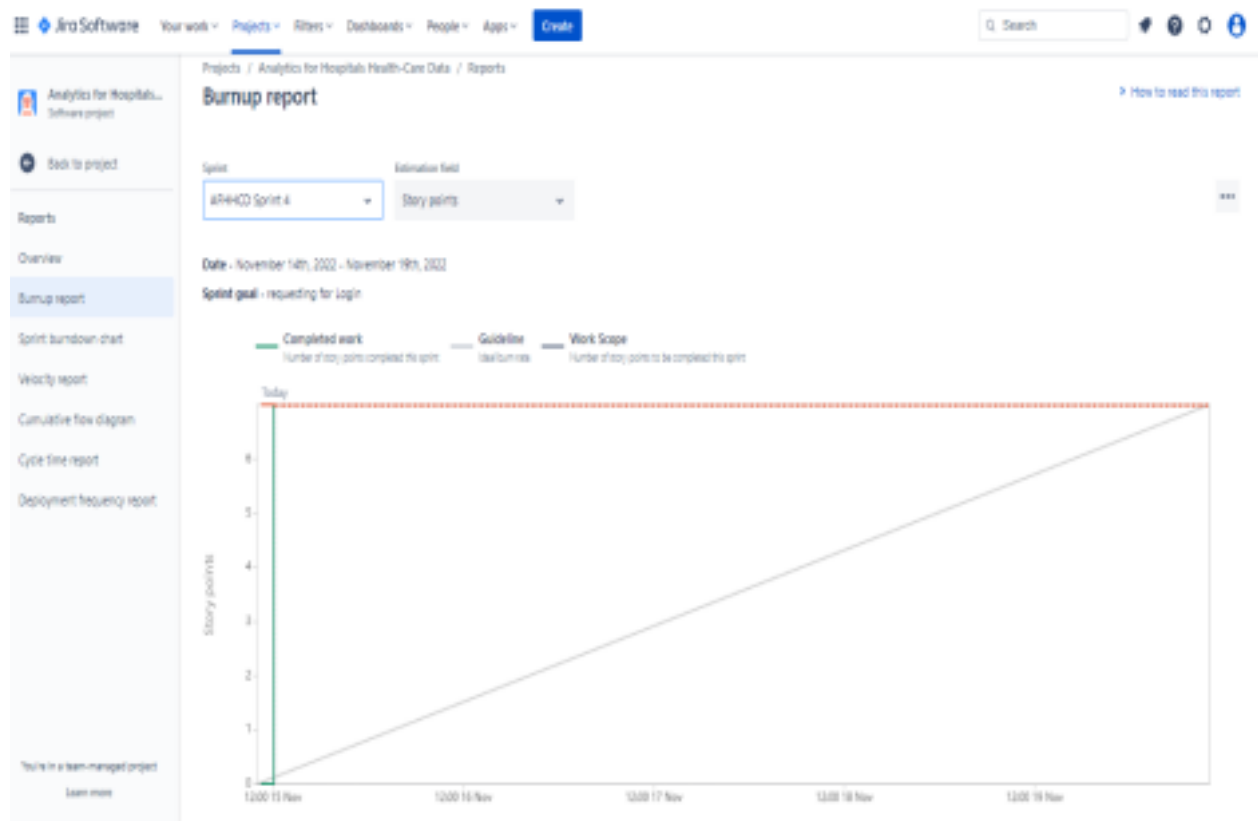 Jira Software Your work Projects Filters Dashboards People Apps Create Search
Projects / Analytics for Hospitals Health-Care Data / Reports
Analytics for Hospitals...
Software project
Burnup report
How to read this report
Back to project
Sprint
Estimation field
Sprint 4
Story points
Reports
Overview
Burnup report
Sprint burndown chart
Velocity report
Cumulative flow diagram
Cycle time report
Deployment frequency report
Date - November 14th, 2022 - November 19th, 2022
Sprint goal - requesting for Login
Completed work
Number of story points completed this sprint
Guideline
Ideal burn rate
Work Scope
Number of story points to be completed this sprint
Today
6
5
4
3
2
1
0
Story points
12:00 15 Nov
12:00 16 Nov
12:00 17 Nov
12:00 18 Nov
12:00 19 Nov
You're in a team-managed project
Learn more